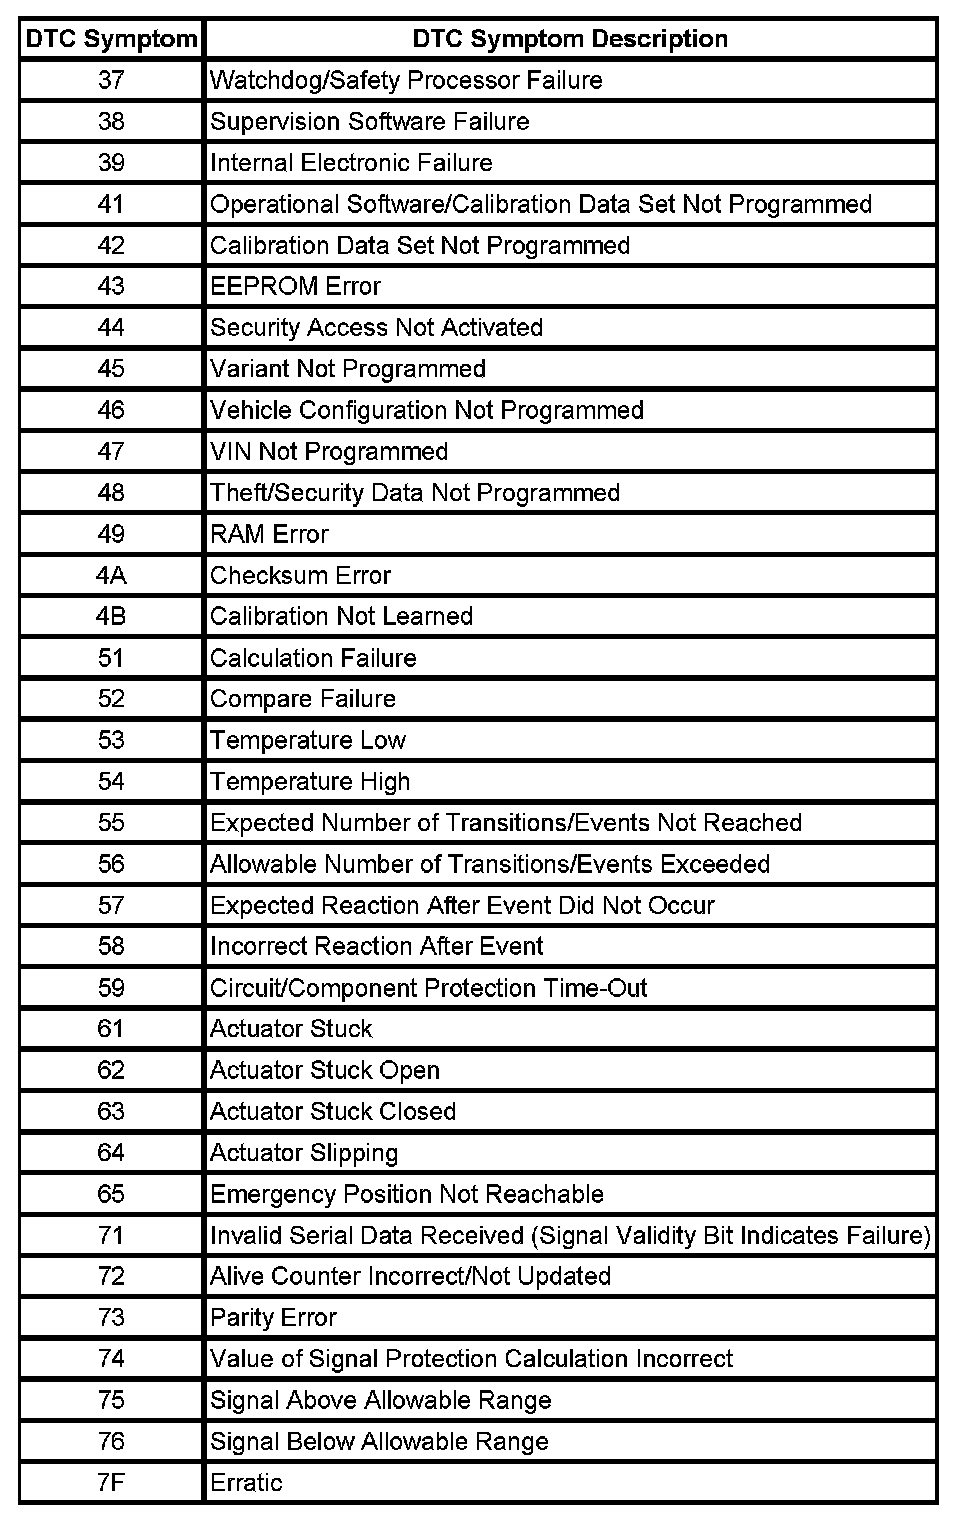 DTC Symptom DTC Symptom Description
37 Watchdog/Safety Processor Failure
38 Supervision Software Failure
39 Internal Electronic Failure
41 Operational Software/Calibration Data Set Not Programmed
42 Calibration Data Set Not Programmed
43 EEPROM Error
44 Security Access Not Activated
45 Variant Not Programmed
46 Vehicle Configuration Not Programmed
47 VIN Not Programmed
48 Theft/Security Data Not Programmed
49 RAM Error
4A Checksum Error
4B Calibration Not Learned
51 Calculation Failure
52 Compare Failure
53 Temperature Low
54 Temperature High
55 Expected Number of Transitions/Events Not Reached
56 Allowable Number of Transitions/Events Exceeded
57 Expected Reaction After Event Did Not Occur
58 Incorrect Reaction After Event
59 Circuit/Component Protection Time-Out
61 Actuator Stuck
62 Actuator Stuck Open
63 Actuator Stuck Closed
64 Actuator Slipping
65 Emergency Position Not Reachable
71 Invalid Serial Data Received (Signal Validity Bit Indicates Failure)
72 Alive Counter Incorrect/Not Updated
73 Parity Error
74 Value of Signal Protection Calculation Incorrect
75 Signal Above Allowable Range
76 Signal Below Allowable Range
7F Erratic